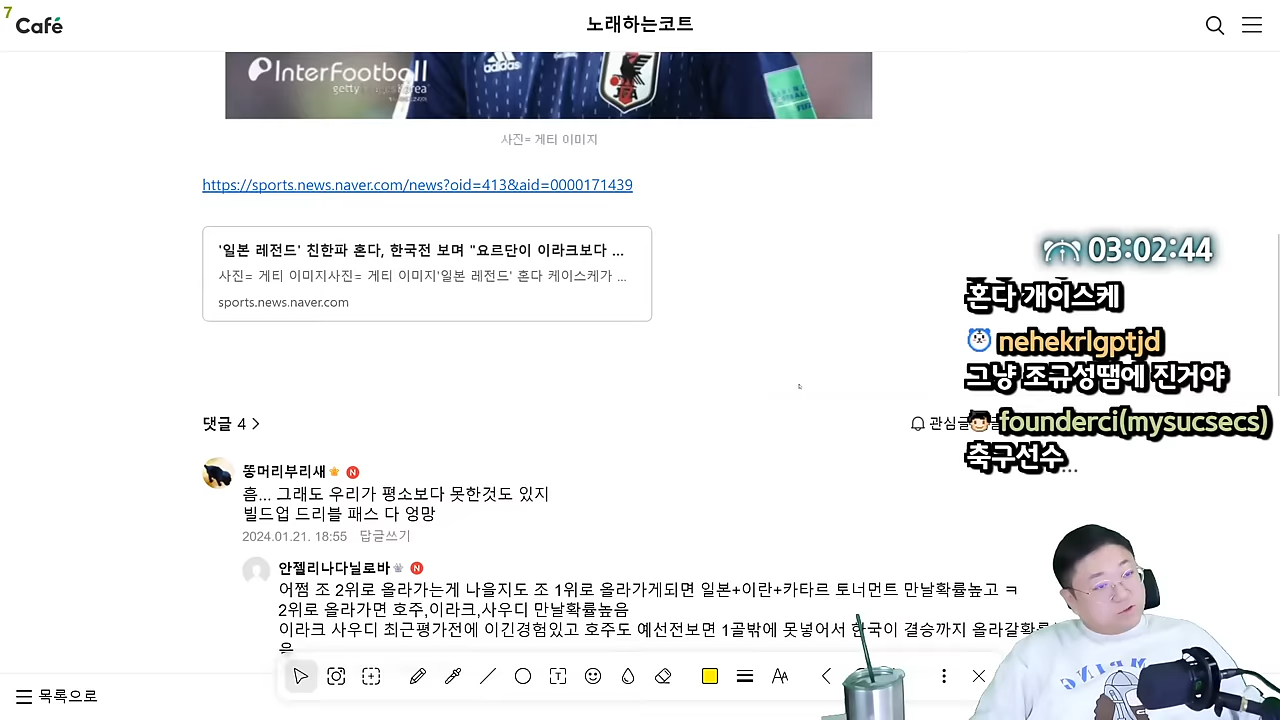 7
Café
노래하는코트
InterFootball
adidas
JFA
사진= 게티 이미지
https://sports.news.naver.com/news?oid=413&aid=0000171439
'일본 레전드' 친한파 혼다, 한국전 보며 "요르단이 이라크보다 ...
사진= 게티 이미지사진= 게티 이미지'일본 레전드' 혼다 케이스케가 ...
sports.news.naver.com
03:02:44
혼다 개이스케
nehekrlgptjd
그냥 조규성땜에 진거야
founderci(mysucsecs)
축구선수...
댓글 4
관심글
똥머리부리새 N
흠... 그래도 우리가 평소보다 못한것도 있지
빌드업 드리블 패스 다 엉망
2024.01.21. 18:55 답글쓰기
안젤리나다닐로바 N
어쩜 조 2위로 올라가는게 나을지도 조 1위로 올라가게되면 일본+이란+카타르 토너먼트 만날확률높고 ㅋ
2위로 올라가면 호주,이라크,사우디 만날확률높음
이라크 사우디 최근평가전에 이긴경험있고 호주도 예선전보면 1골밖에 못넣어서 한국이 결승까지 올라갈확률
음
목록으로